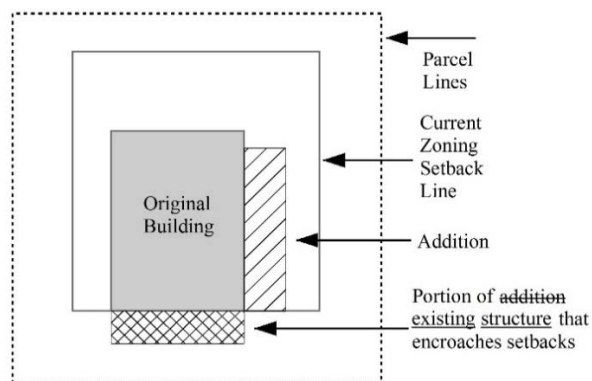 Parcel
Lines
Current
Zoning
Setback
Line
Original
Building
Addition
Portion of addition
existing structure that
encroaches setbacks